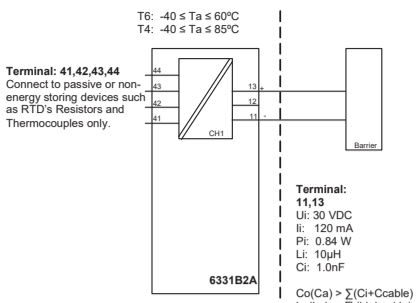 T6: -40 ≤ Ta ≤ 60ºC
T4: -40 ≤ Ta ≤ 85ºC
Terminal: 41,42,43,44
Connect to passive or non-
energy storing devices such
as RTD's Resistors and
Thermocouples only.
44
43
42
41
13 +
12
11 -
CH1
Barrier
6331B2A
Terminal:
11,13
Ui: 30 VDC
Ii: 120 mA
Pi: 0.84 W
Li: 10µH
Ci: 1.0nF
Co(Ca) > ∑(Ci+Ccable)